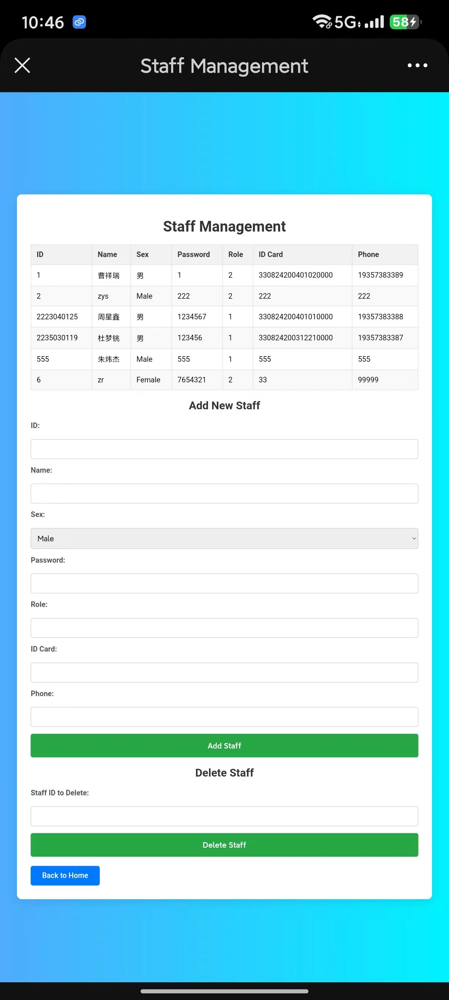 10:46 5G 58
Staff Management
Staff Management
ID Name Sex Password Role ID Card Phone
1 曹祥瑞 男 1 2 330824200401020000 19357383389
2 zys Male 222 2 222 222
2223040125 周星鑫 男 1234567 1 330824200401010000 19357383388
2235030119 杜梦铫 男 123456 1 330824200312210000 19357383387
555 朱炜杰 Male 555 1 555 555
6 zr Female 7654321 2 33 99999
Add New Staff
ID:
Name:
Sex:
Male
Password:
Role:
ID Card:
Phone:
Add Staff
Delete Staff
Staff ID to Delete:
Delete Staff
Back to Home